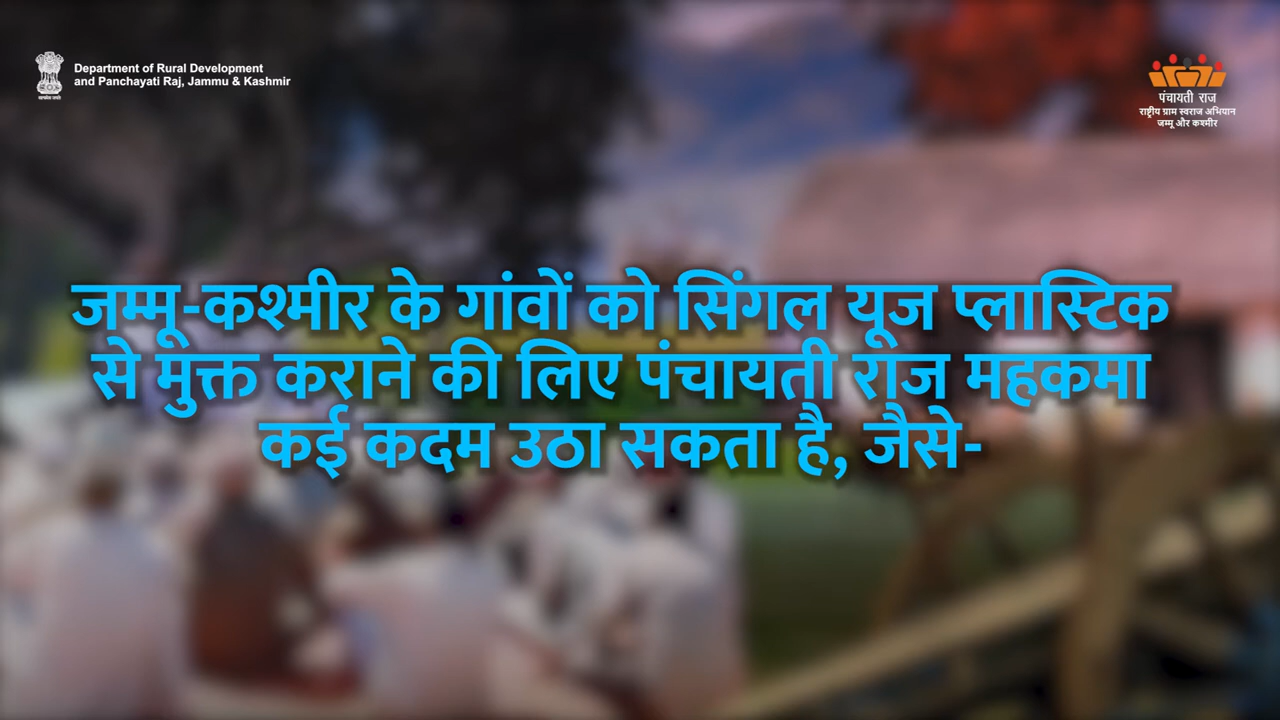 Department of Rural Development
and Panchayati Raj, Jammu & Kashmir
पंचायती राज
राष्ट्रीय ग्राम स्वराज अभियान
जम्मू और कश्मीर
जम्मू-कश्मीर के गांवों को सिंगल यूज प्लास्टिक
से मुक्त कराने की लिए पंचायती राज महकमा
कई कदम उठा सकता है, जैसे-